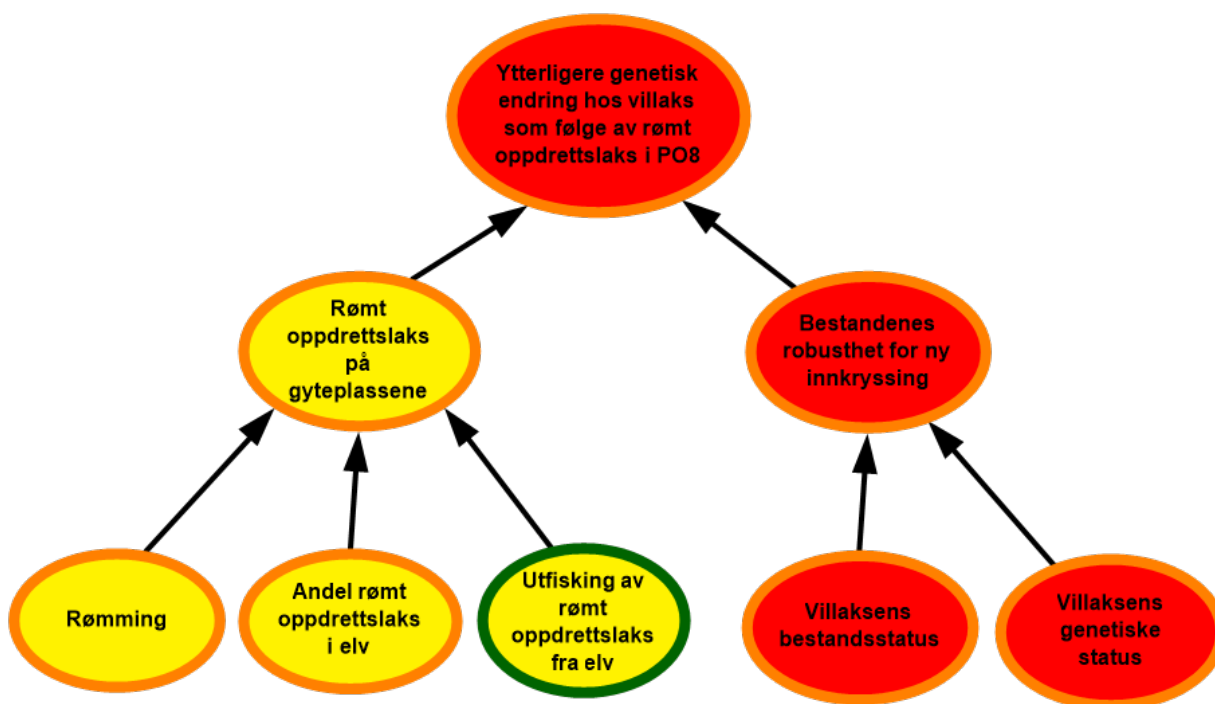 Ytterligere genetisk
endring hos villaks
som følge av rømt
oppdrettslaks i PO8
Rømt
oppdrettslaks
på
gyteplassene
Bestandenes
robusthet for ny
innkryssing
Rømming
Andel rømt
oppdrettslaks
i elv
Utfisking av
rømt
oppdrettslaks
fra elv
Villaksens
bestandsstatus
Villaksens
genetiske
status